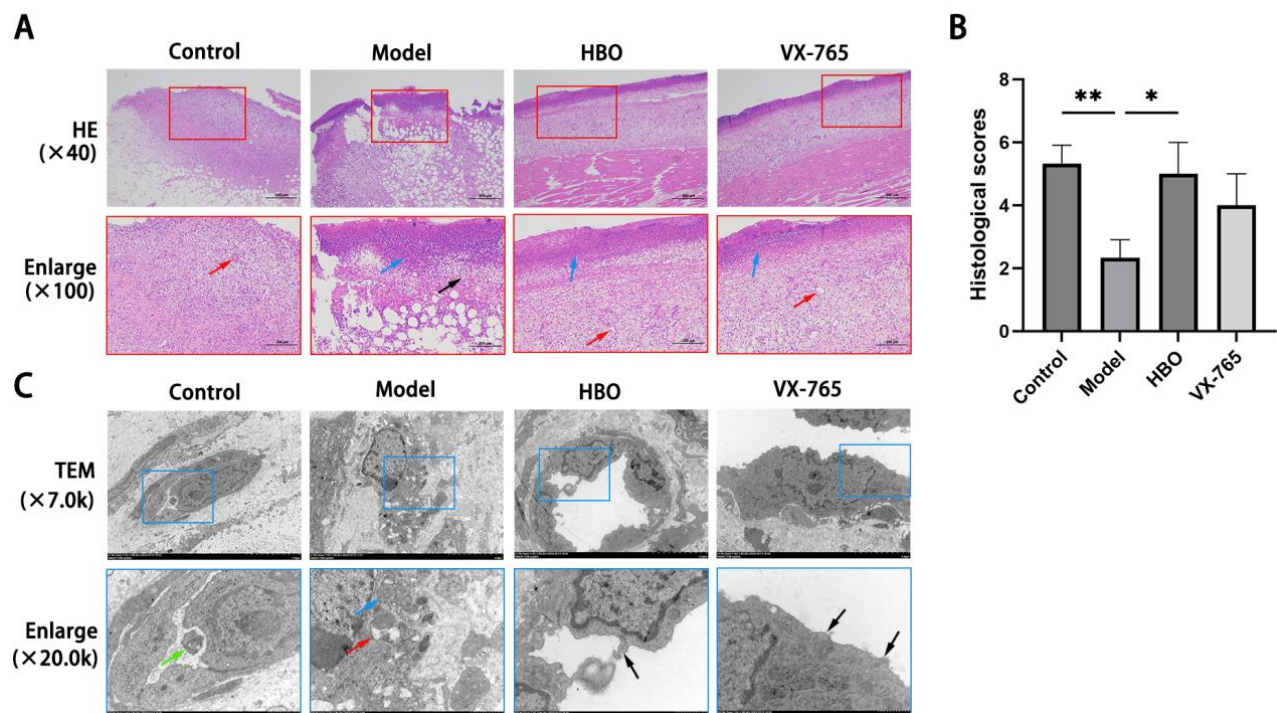 A
B
Control
Model
HBO
VX-765
HE
(×40)
Enlarge
(×100)
8
6
4
2
0
Histological scores
**
*
Control
Model
HBO
VX-765
C
Control
Model
HBO
VX-765
TEM
(×7.0k)
Enlarge
(×20.0k)